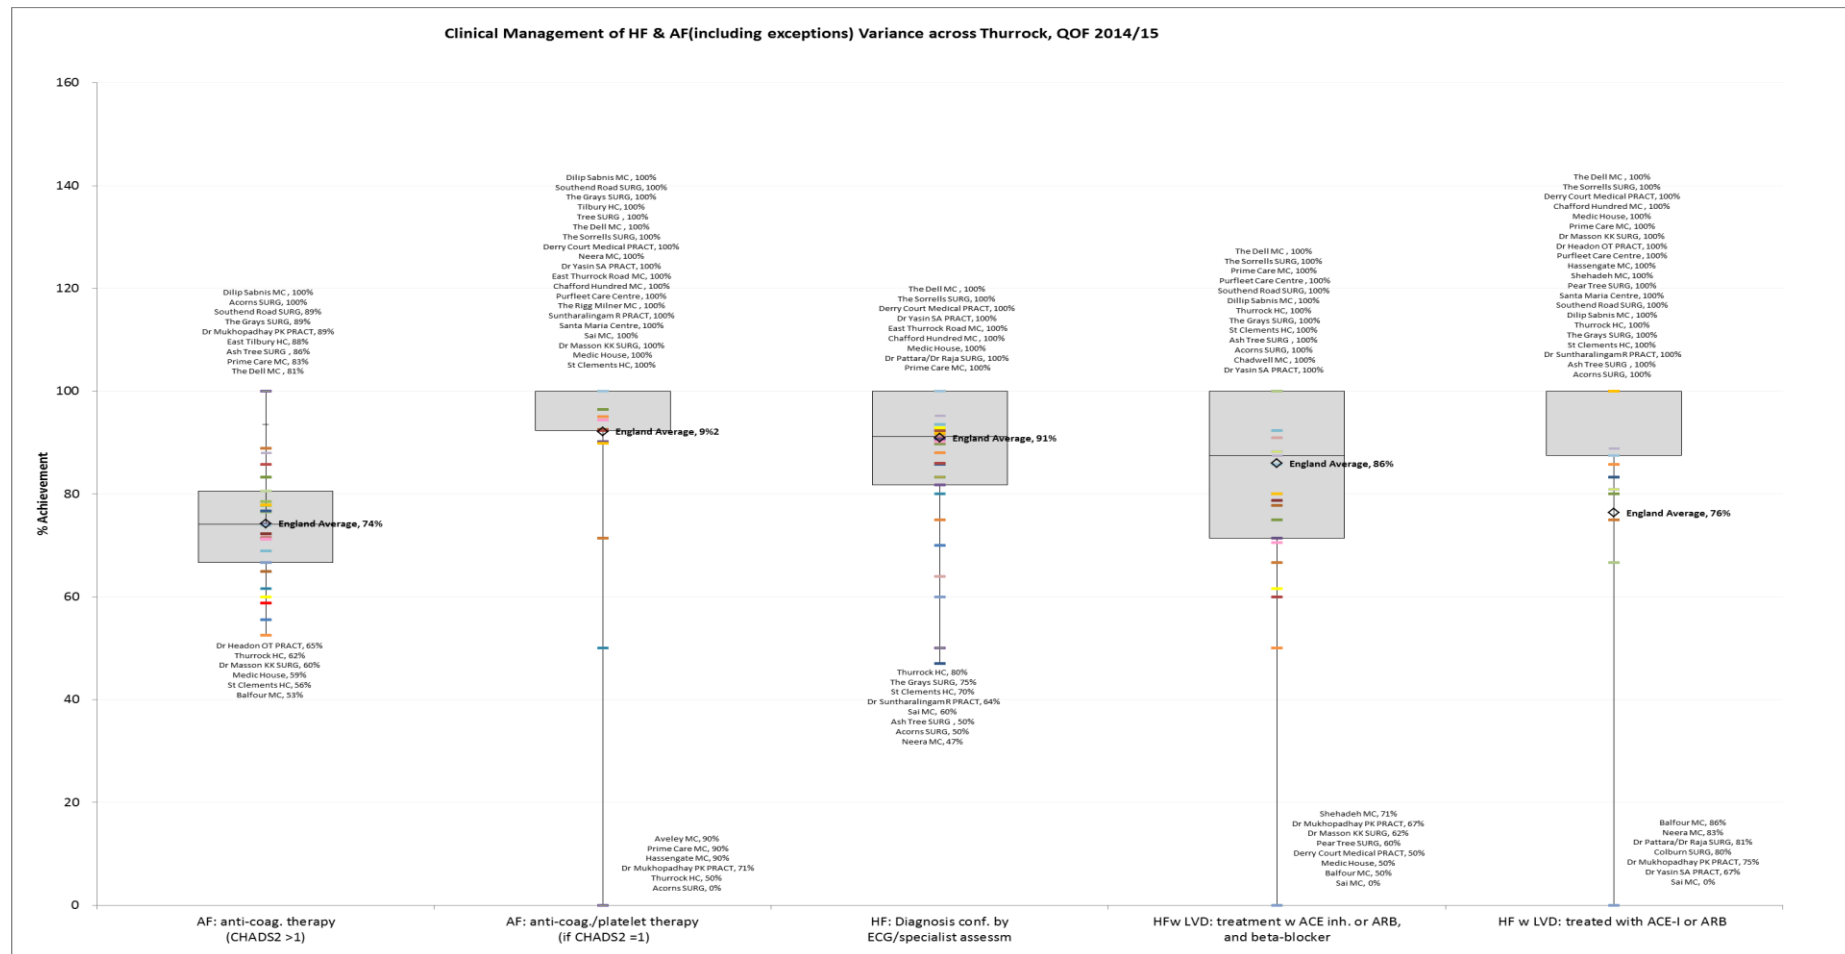 Clinical Management of HF & AF(including exceptions) Variance across Thurrock, QOF 2014/15
% Achievement
160
140
120
100
80
60
40
20
0
Dilip Sabnis MC , 100%
Acorns SURG, 100%
Southend Road SURG, 89%
The Grays SURG, 89%
Dr Mukhopadhay PK PRACT, 89%
East Tilbury HC, 88%
Ash Tree SURG , 86%
Prime Care MC, 83%
The Dell MC , 81%
England Average, 74%
Dr Headon OT PRACT, 65%
Thurrock HC, 62%
Dr Masson KK SURG, 60%
Medic House, 59%
St Clements HC, 56%
Balfour MC, 53%
AF: anti-coag. therapy
(CHADS2 >1)
Dilip Sabnis MC , 100%
Southend Road SURG, 100%
The Grays SURG, 100%
Tilbury HC, 100%
Tree SURG , 100%
The Dell MC , 100%
The Sorrells SURG, 100%
Derry Court Medical PRACT, 100%
Neera MC, 100%
Dr Yasin SA PRACT, 100%
East Thurrock Road MC, 100%
Chafford Hundred MC , 100%
Purfleet Care Centre, 100%
The Rigg Milner MC , 100%
Suntharalingam R PRACT, 100%
Santa Maria Centre, 100%
Sai MC, 100%
Dr Masson KK SURG, 100%
Medic House, 100%
St Clements HC, 100%
England Average, 9%2
Aveley MC, 90%
Prime Care MC, 90%
Hassengate MC, 90%
Dr Mukhopadhay PK PRACT, 71%
Thurrock HC, 50%
Acorns SURG, 0%
AF: anti-coag./platelet therapy
(if CHADS2 =1)
The Dell MC , 100%
The Sorrells SURG, 100%
Derry Court Medical PRACT, 100%
Dr Yasin SA PRACT, 100%
East Thurrock Road MC, 100%
Chafford Hundred MC , 100%
Medic House, 100%
Dr Pattara/Dr Raja SURG, 100%
Prime Care MC, 100%
England Average, 91%
Thurrock HC, 80%
The Grays SURG, 75%
St Clements HC, 70%
Dr Suntharalingam R PRACT, 64%
Sai MC, 60%
Ash Tree SURG , 50%
Acorns SURG, 50%
Neera MC, 47%
HF: Diagnosis conf. by
ECG/specialist assessm
The Dell MC , 100%
The Sorrells SURG, 100%
Prime Care MC, 100%
Purfleet Care Centre, 100%
Southend Road SURG, 100%
Dillip Sabnis MC, 100%
Thurrock HC, 100%
The Grays SURG, 100%
St Clements HC, 100%
Ash Tree SURG , 100%
Acorns SURG, 100%
Chadwell MC , 100%
Dr Yasin SA PRACT, 100%
England Average, 86%
Shehadeh MC, 71%
Dr Mukhopadhay PK PRACT, 67%
Dr Masson KK SURG, 62%
Pear Tree SURG, 60%
Derry Court Medical PRACT, 50%
Medic House, 50%
Balfour MC, 50%
Sai MC, 0%
HFw LVD: treatment w ACE inh. or ARB,
and beta-blocker
The Dell MC , 100%
The Sorrells SURG, 100%
Derry Court Medical PRACT, 100%
Chafford Hundred MC , 100%
Medic House, 100%
Prime Care MC, 100%
Dr Masson KK SURG, 100%
Dr Headon OT PRACT, 100%
Purfleet Care Centre, 100%
Hassengate MC, 100%
Shehadeh MC, 100%
Pear Tree SURG, 100%
Santa Maria Centre, 100%
Southend Road SURG, 100%
Dilip Sabnis MC , 100%
Thurrock HC, 100%
The Grays SURG, 100%
St Clements HC, 100%
Dr Suntharalingam R PRACT, 100%
Ash Tree SURG , 100%
Acorns SURG, 100%
England Average, 76%
Balfour MC, 86%
Neera MC, 83%
Dr Pattara/Dr Raja SURG, 81%
Colburn SURG, 80%
Dr Mukhopadhay PK PRACT, 75%
Dr Yasin SA PRACT, 67%
Sai MC, 0%
HF w LVD: treated with ACE-I or ARB